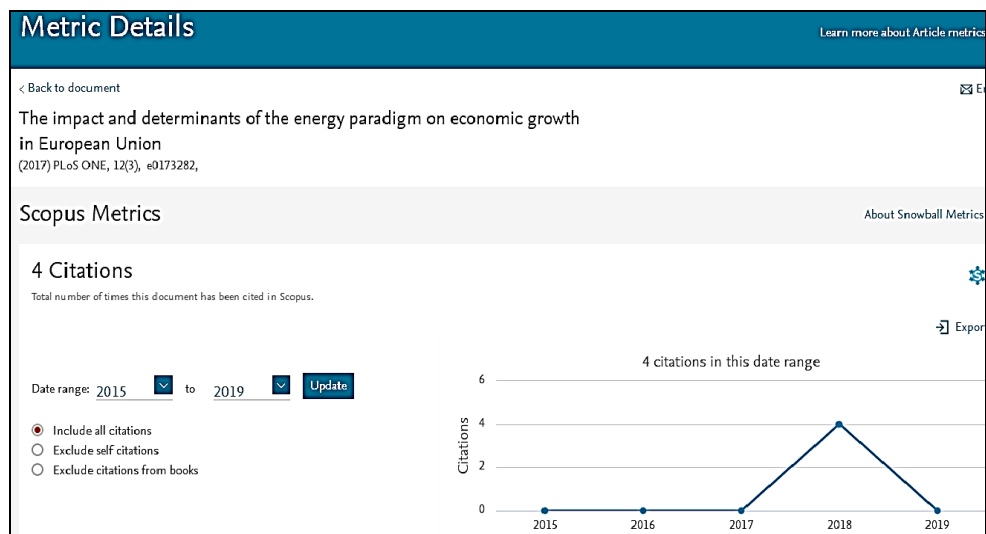 Metric Details
Learn more about Article metrics
< Back to document
The impact and determinants of the energy paradigm on economic growth
in European Union
(2017) PLoS ONE, 12(3), e0173282,
Scopus Metrics
About Snowball Metrics
4 Citations
Total number of times this document has been cited in Scopus.
Expor
Date range: 2015 to 2019 Update
Include all citations
Exclude self citations
Exclude citations from books
4 citations in this date range
Citations
6
4
2
0
2015 2016 2017 2018 2019